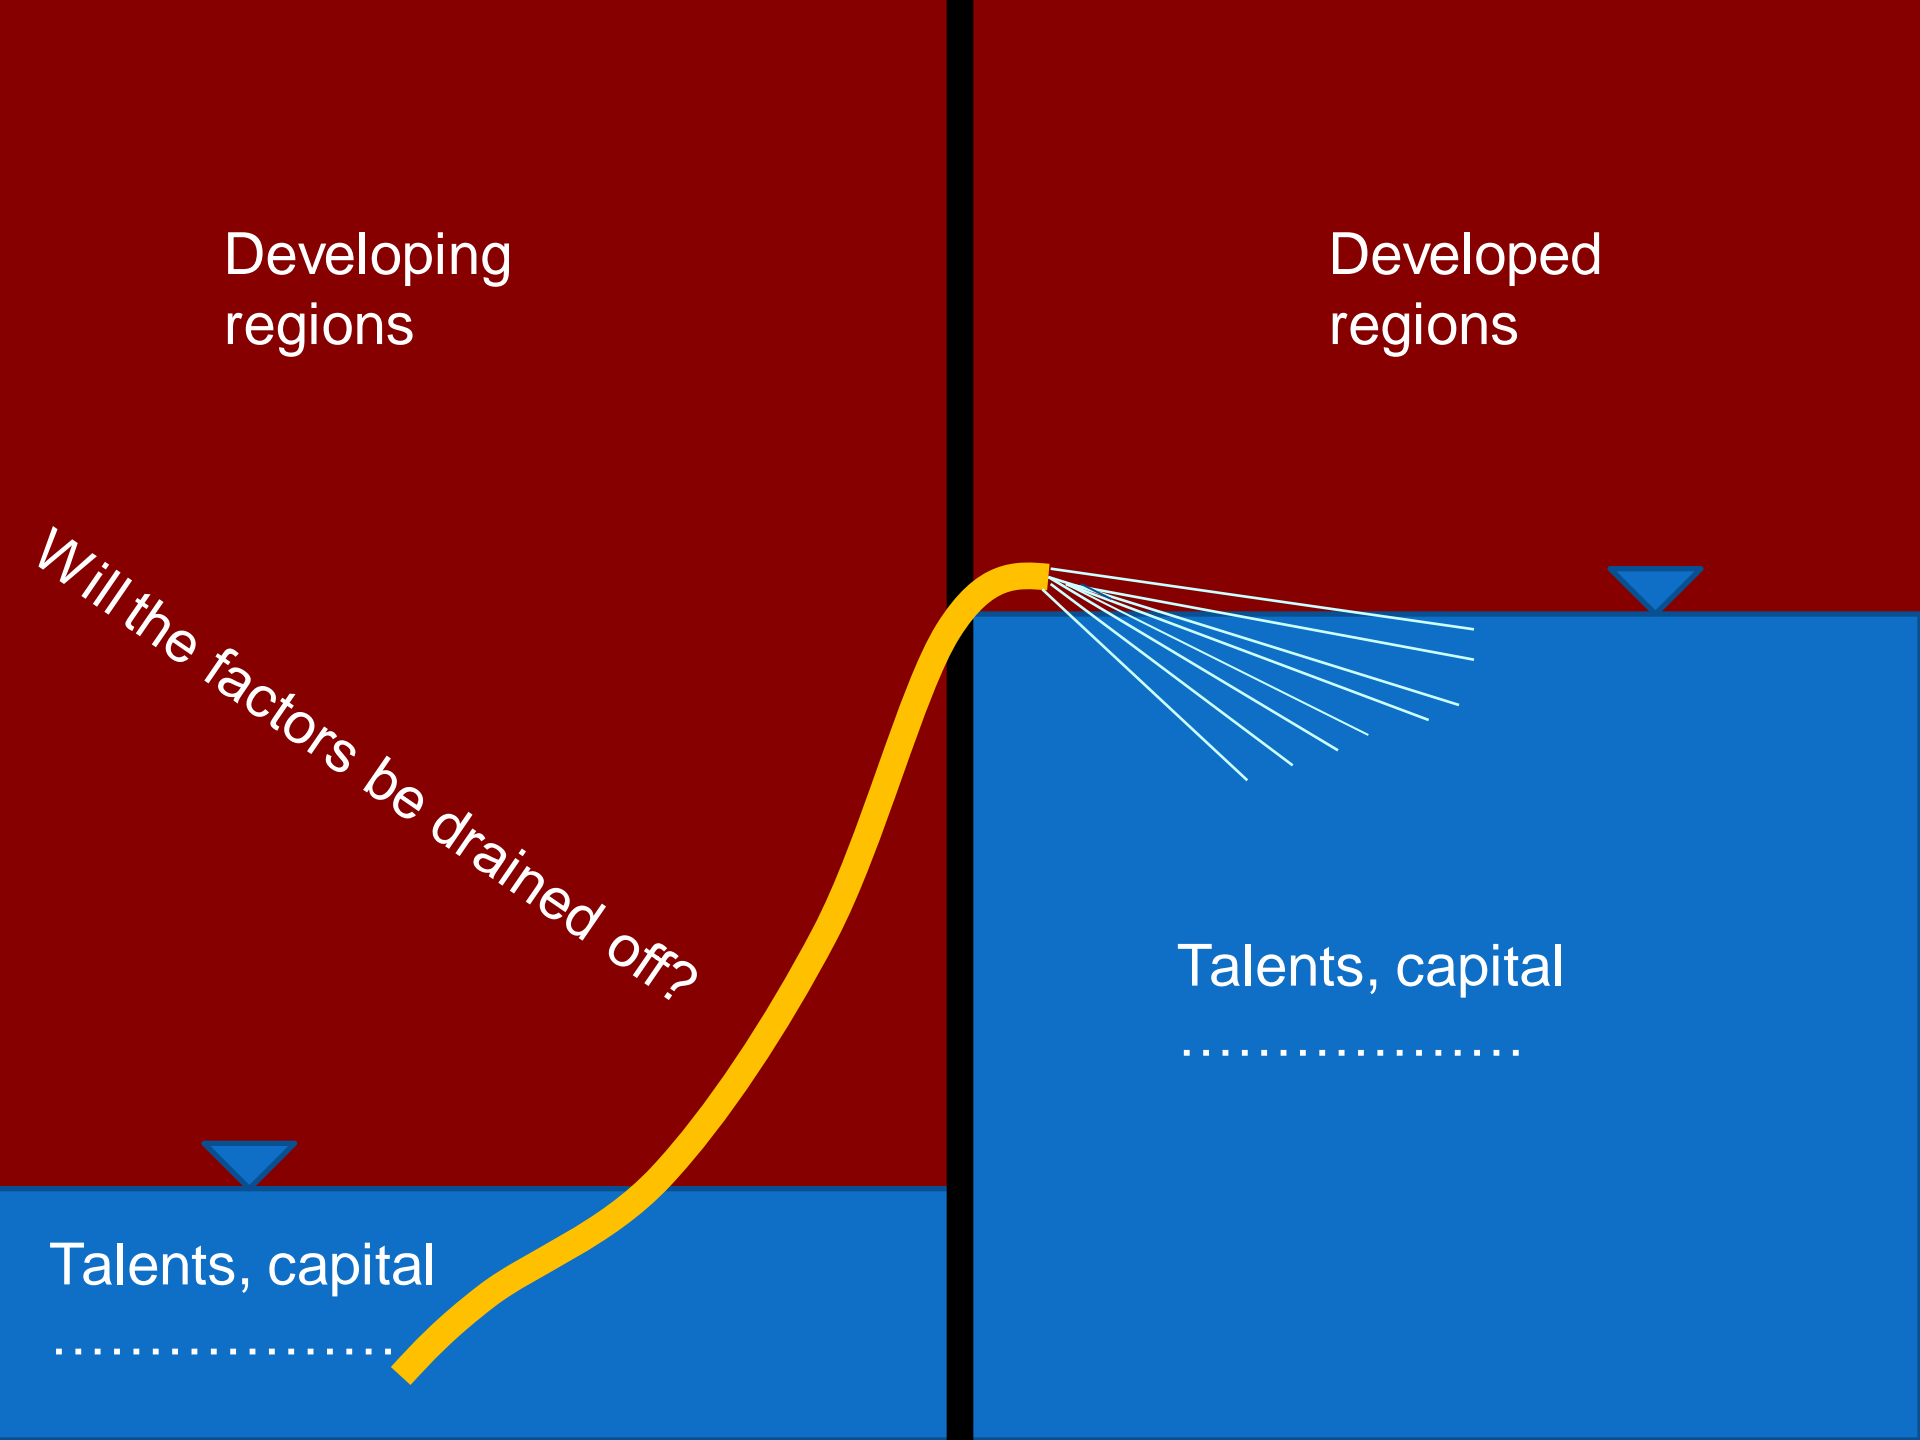 Developing
regions
Developed
regions
Will the factors be drained off?
Talents, capital
..................
Talents, capital
..................